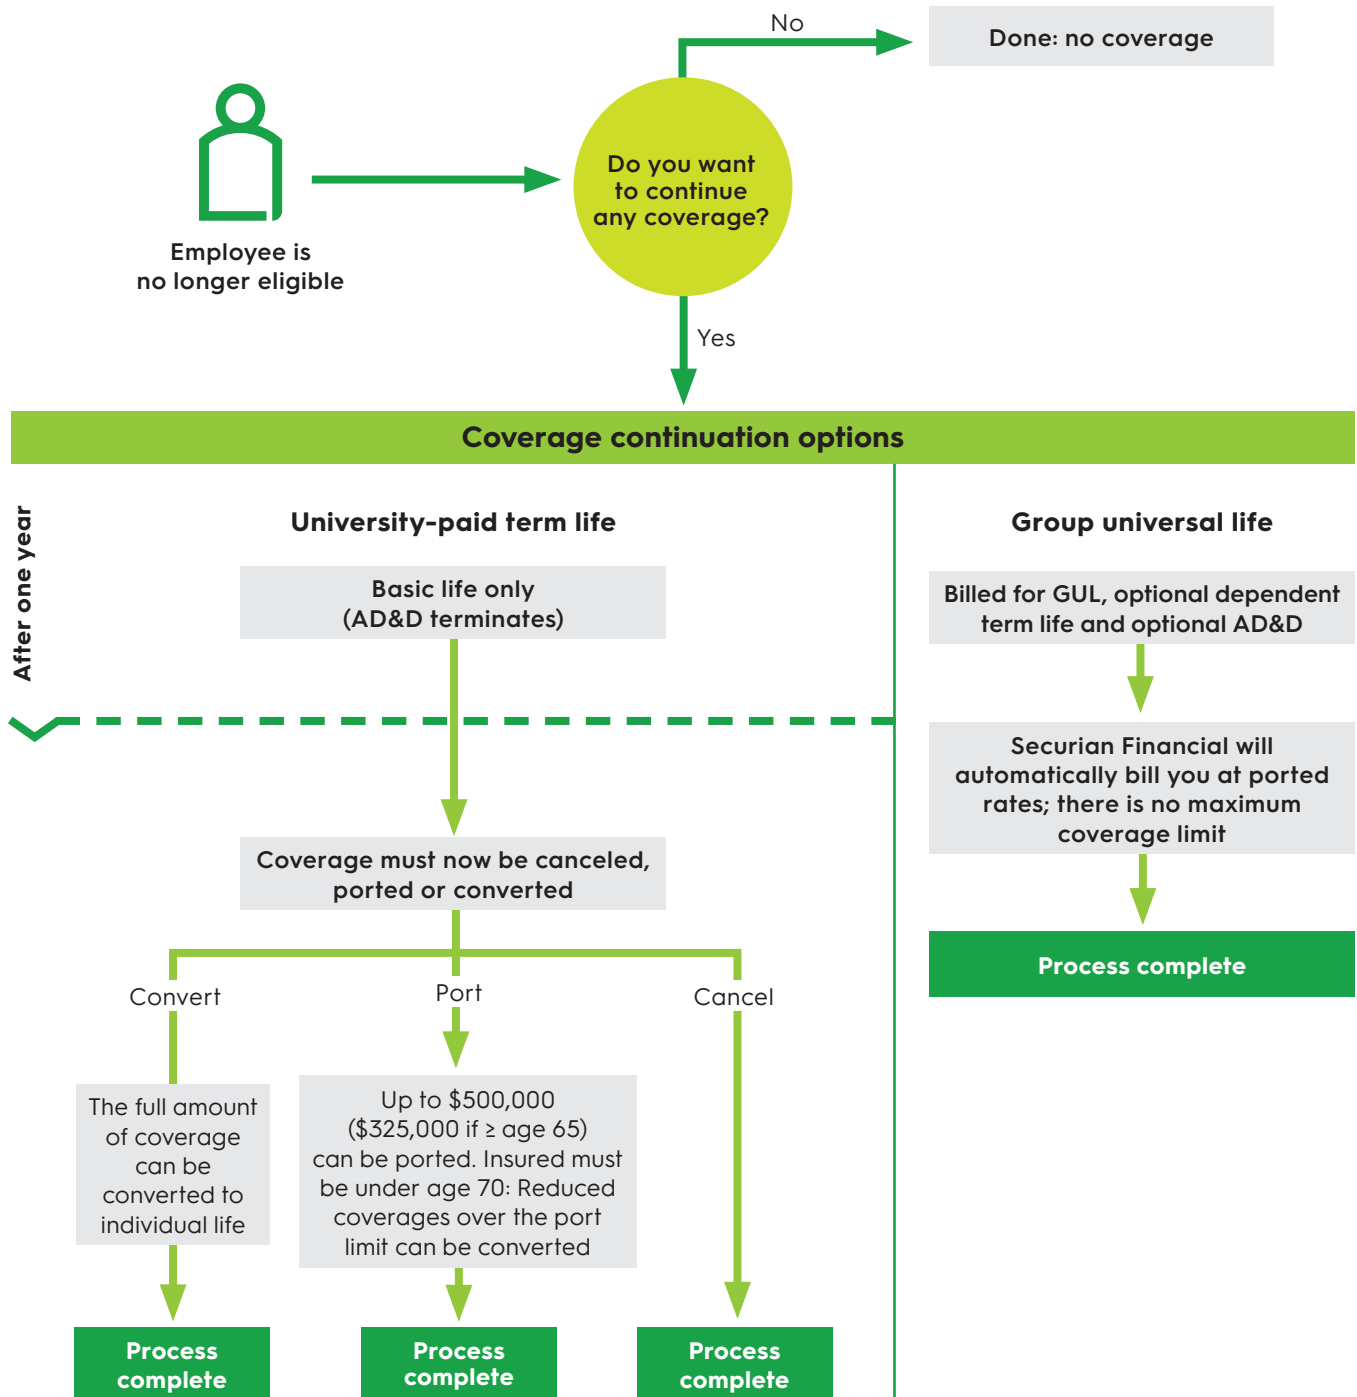 No
Done: no coverage
Do you want
to continue
any coverage?
Employee is
no longer eligible
Yes
Coverage continuation options
After one year
University-paid term life
Basic life only
(AD&D terminates)
Coverage must now be canceled,
ported or converted
Convert
Port
Cancel
The full amount
of coverage
can be
converted to
individual life
Up to $500,000
($325,000 if ≥ age 65)
can be ported. Insured must
be under age 70: Reduced
coverages over the port
limit can be converted
Process
complete
Process
complete
Process
complete
Group universal life
Billed for GUL, optional dependent
term life and optional AD&D
Securian Financial will
automatically bill you at ported
rates; there is no maximum
coverage limit
Process complete